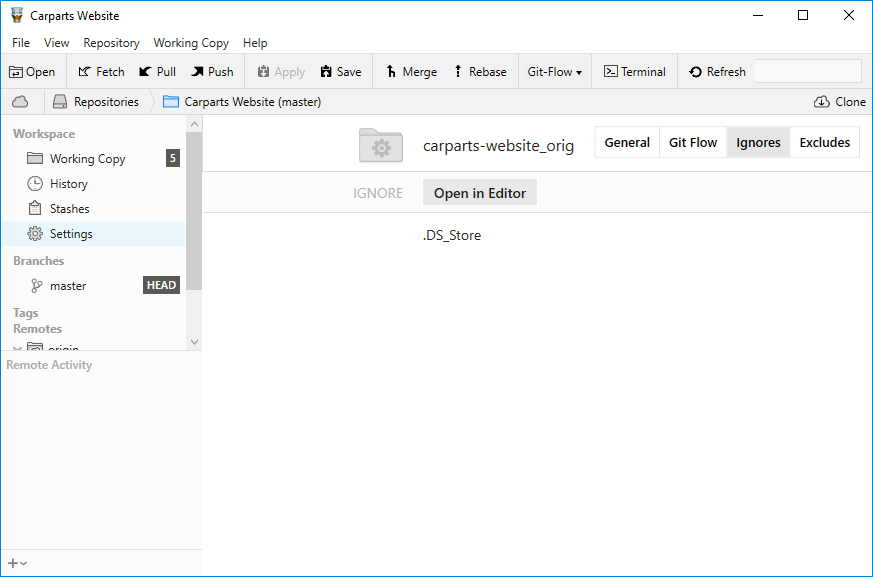 Carparts Website
File View Repository Working Copy Help
Open Fetch Pull Push Apply Save Merge Rebase Git-Flow Terminal Refresh
Repositories Carparts Website (master) Clone
Workspace
Working Copy 5
History
Stashes
Settings
Branches
master HEAD
Tags
Remotes
origin
Remote Activity
carparts-website_orig General Git Flow Ignores Excludes
IGNORE Open in Editor
.DS_Store